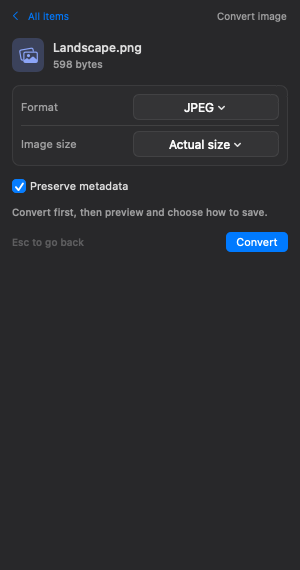 All items
Convert image
Landscape.png
598 bytes
Format
JPEG
Image size
Actual size
Preserve metadata
Convert first, then preview and choose how to save.
Esc to go back
Convert